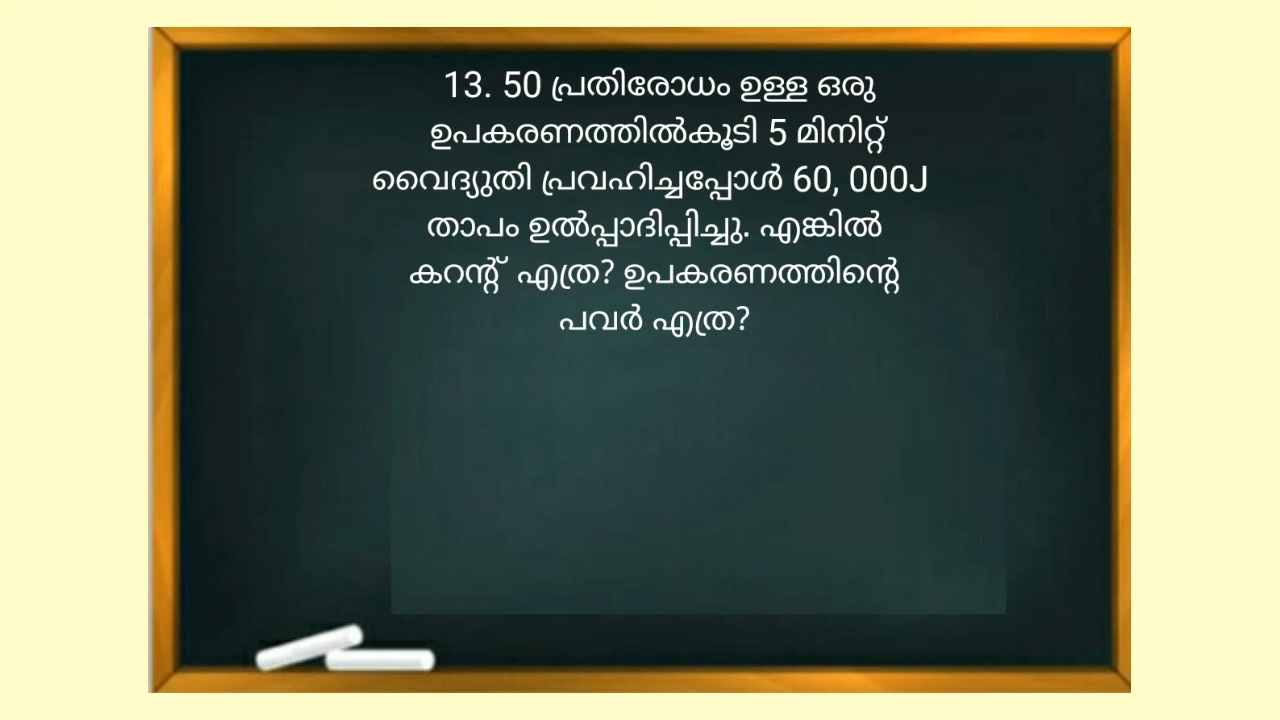 13. 50 പ്രതിരോധം ഉള്ള ഒരു
ഉപകരണത്തിൽകൂടി 5 മിനിറ്റ്
വൈദ്യുതി പ്രവഹിച്ചപ്പോൾ 60, 000J
താപം ഉൽപ്പാദിപ്പിച്ചു. എങ്കിൽ
കറന്റ് എത്ര? ഉപകരണത്തിന്റെ
പവർ എത്ര?